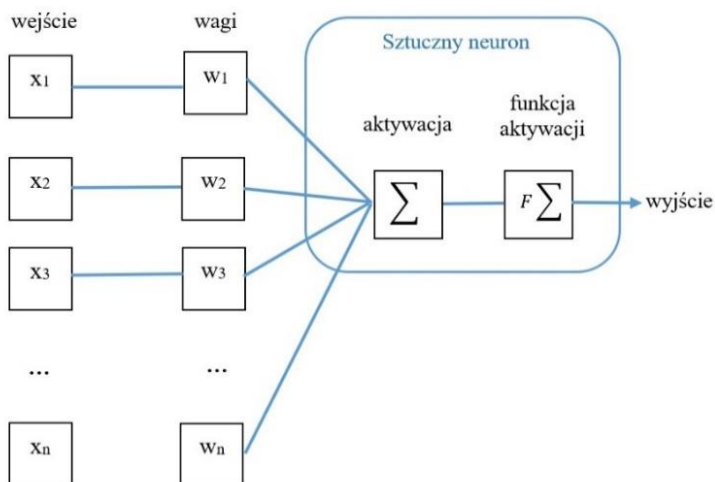 wejście
wagi
Sztuczny neuron
aktywacja
funkcja
aktywacji
x1
w1
x2
w2
∑
F ∑
wyjście
x3
w3
...
...
xn
wn